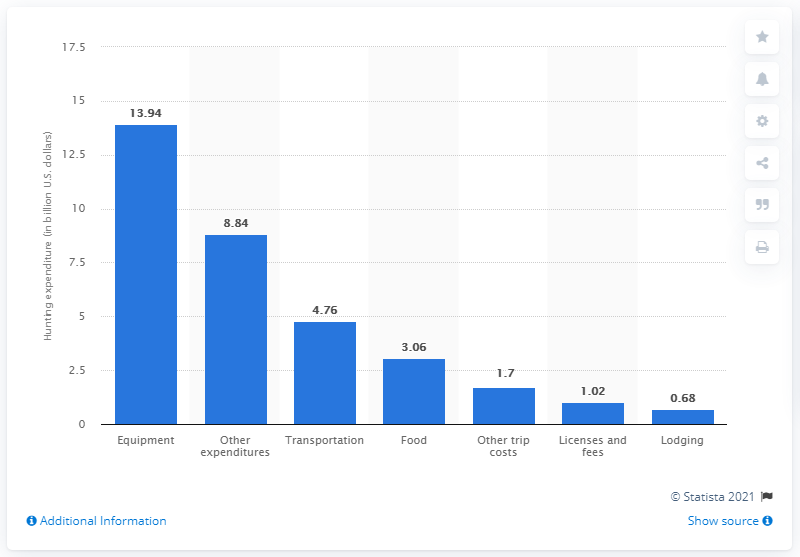 17.5
15
12.5
10
7.5
5
2.5
0
Hunting expenditure (in billion U.S. dollars)
13.94
8.84
4.76
3.06
1.7
1.02
0.68
Equipment
Other expenditures
Transportation
Food
Other trip costs
Licenses and fees
Lodging
© Statista 2021
Additional Information
Show source